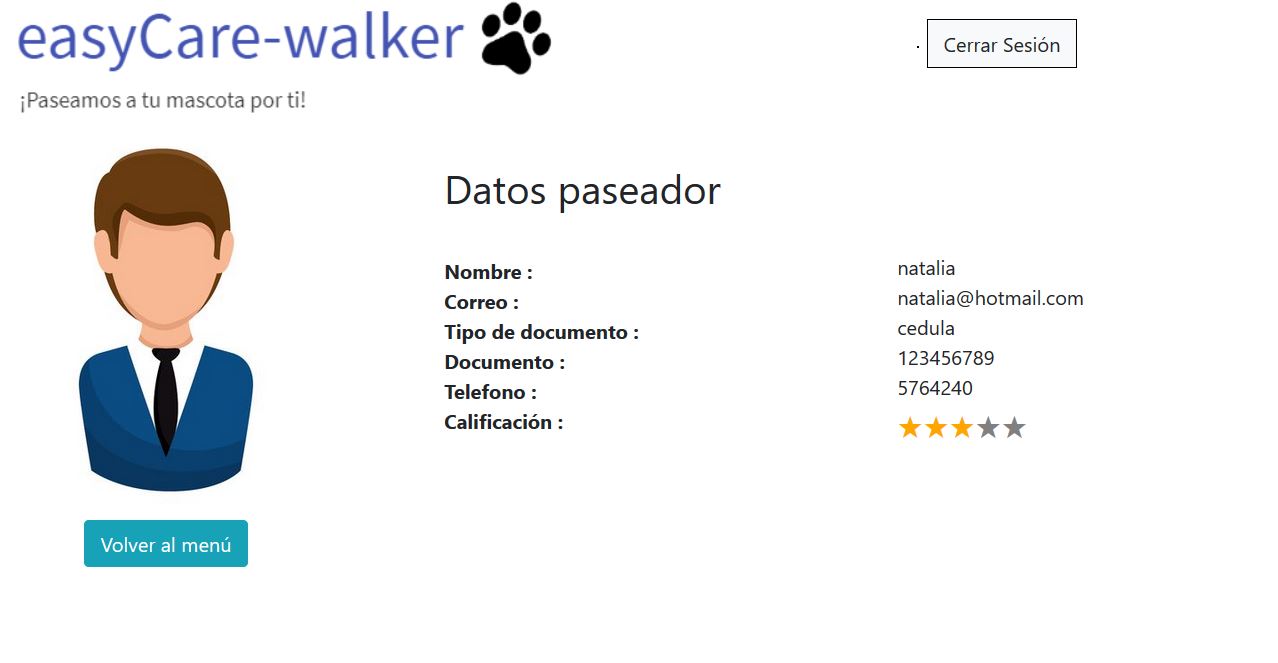 easyCare-walker
. Cerrar Sesión
¡Paseamos a tu mascota por ti!
Datos paseador
Nombre : natalia
Correo : natalia@hotmail.com
Tipo de documento : cedula
Documento : 123456789
Telefono : 5764240
Calificación : ★★★★★
Volver al menú